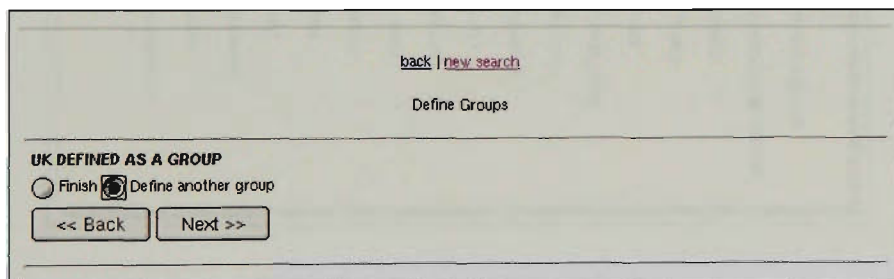 back | new search
Define Groups
UK DEFINED AS A GROUP
Finish Define another group
<< Back Next >>